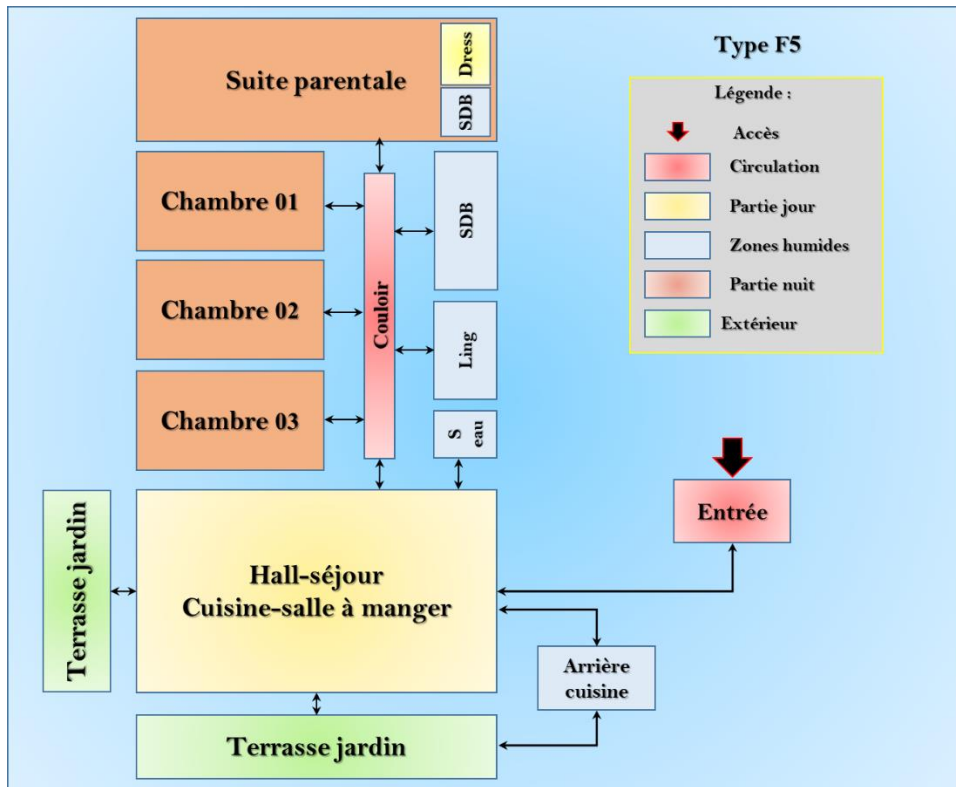 Type F5
Légende :
Accès
Circulation
Partie jour
Zones humides
Partie nuit
Extérieur
Suite parentale
Dress
SDB
Chambre 01
Chambre 02
Chambre 03
Couloir
SDB
Ling
S
eau
Entrée
Terrasse jardin
Hall-séjour
Cuisine-salle à manger
Arrière
cuisine
Terrasse jardin